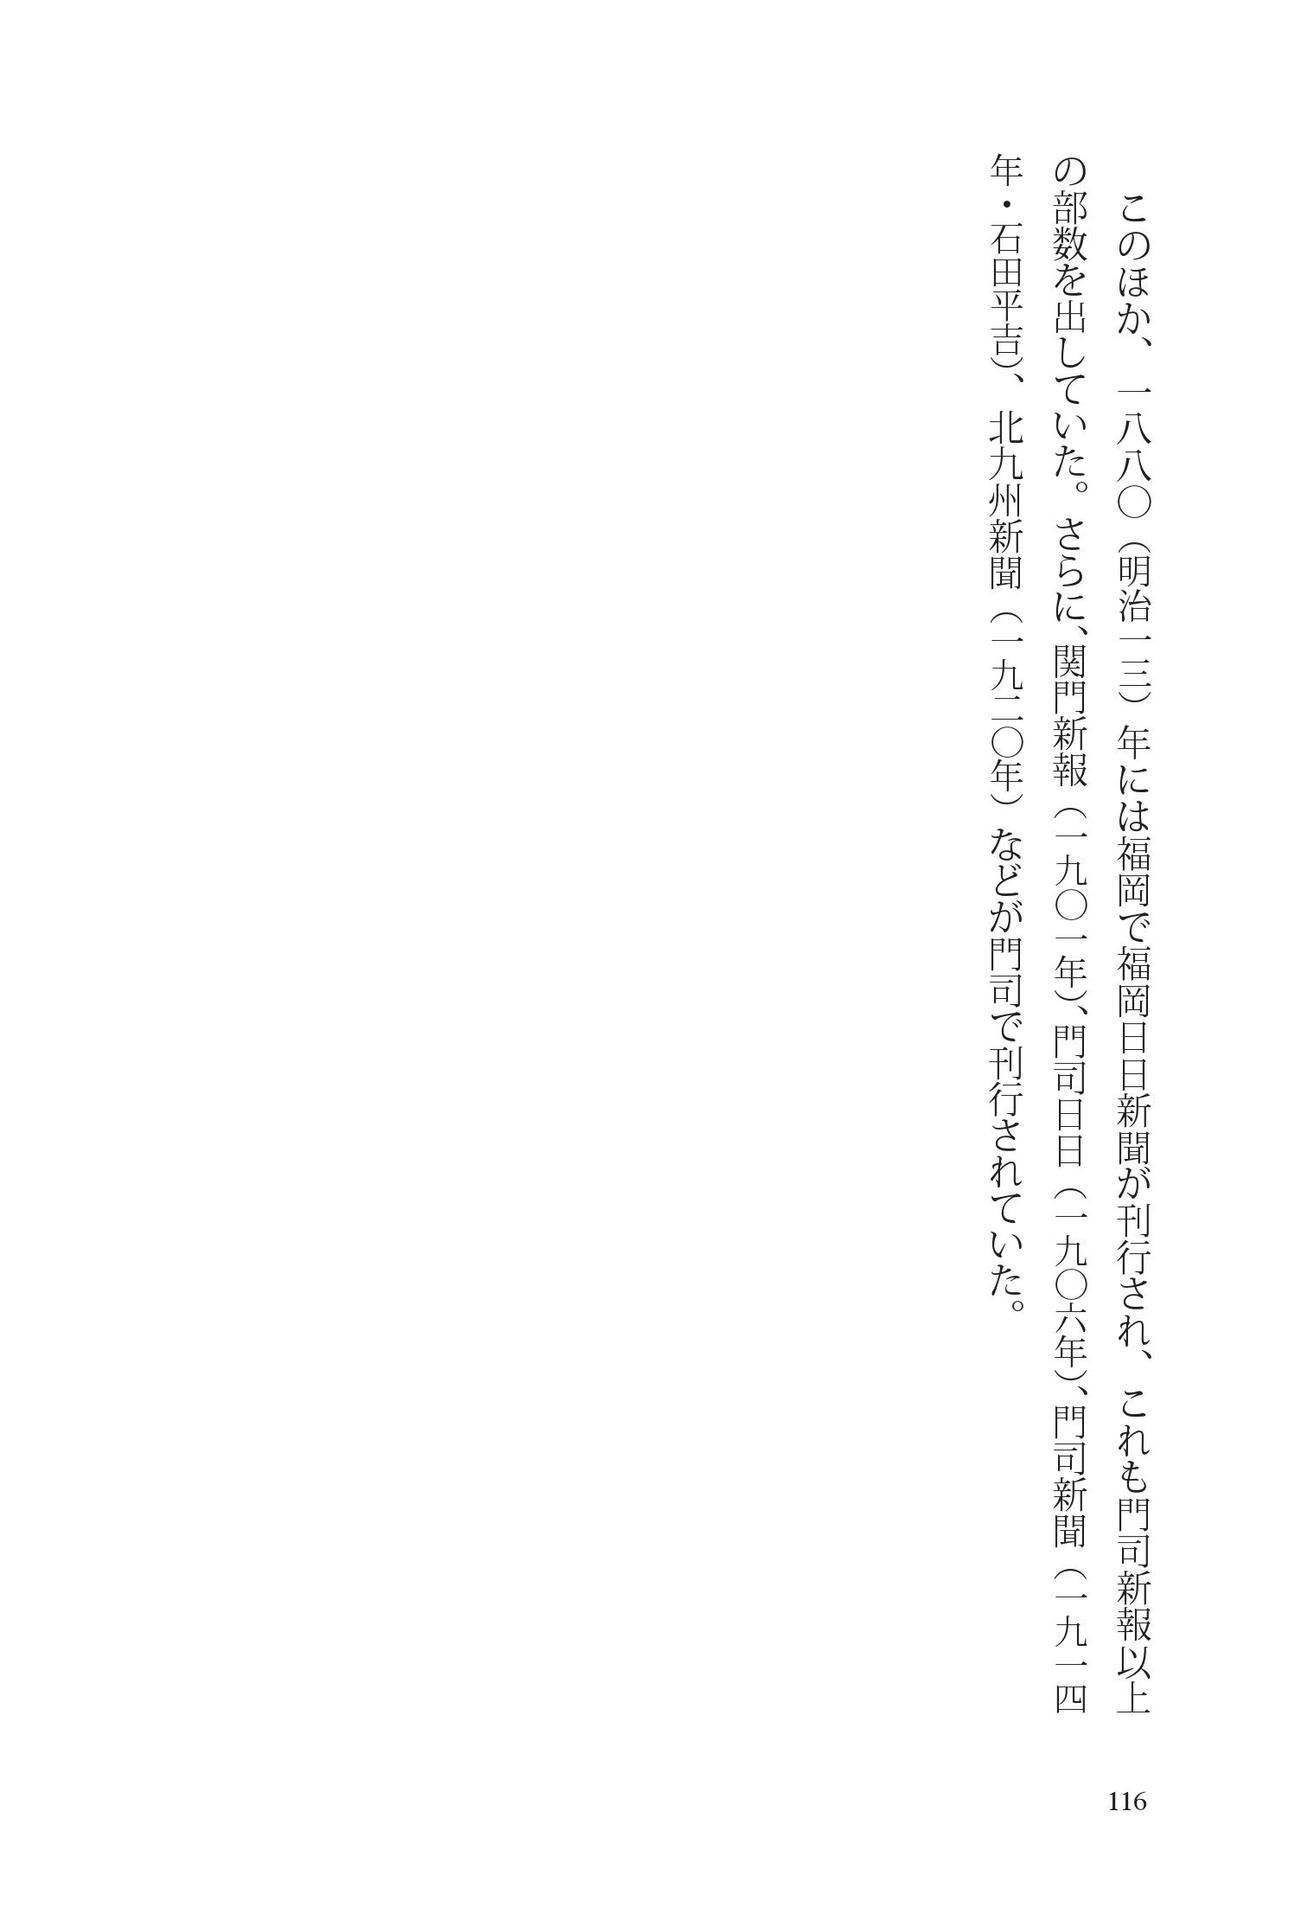 このほか、一八八〇（明治一三）年には福岡で福岡日日新聞が刊行され、これも門司新報以上
の部数を出していた。さらに、関門新報（一九〇一年）、門司日日（一九〇六年）、門司新聞（一九一四
年・石田平吉）、北九州新聞（一九二〇年）などが門司で刊行されていた。
116